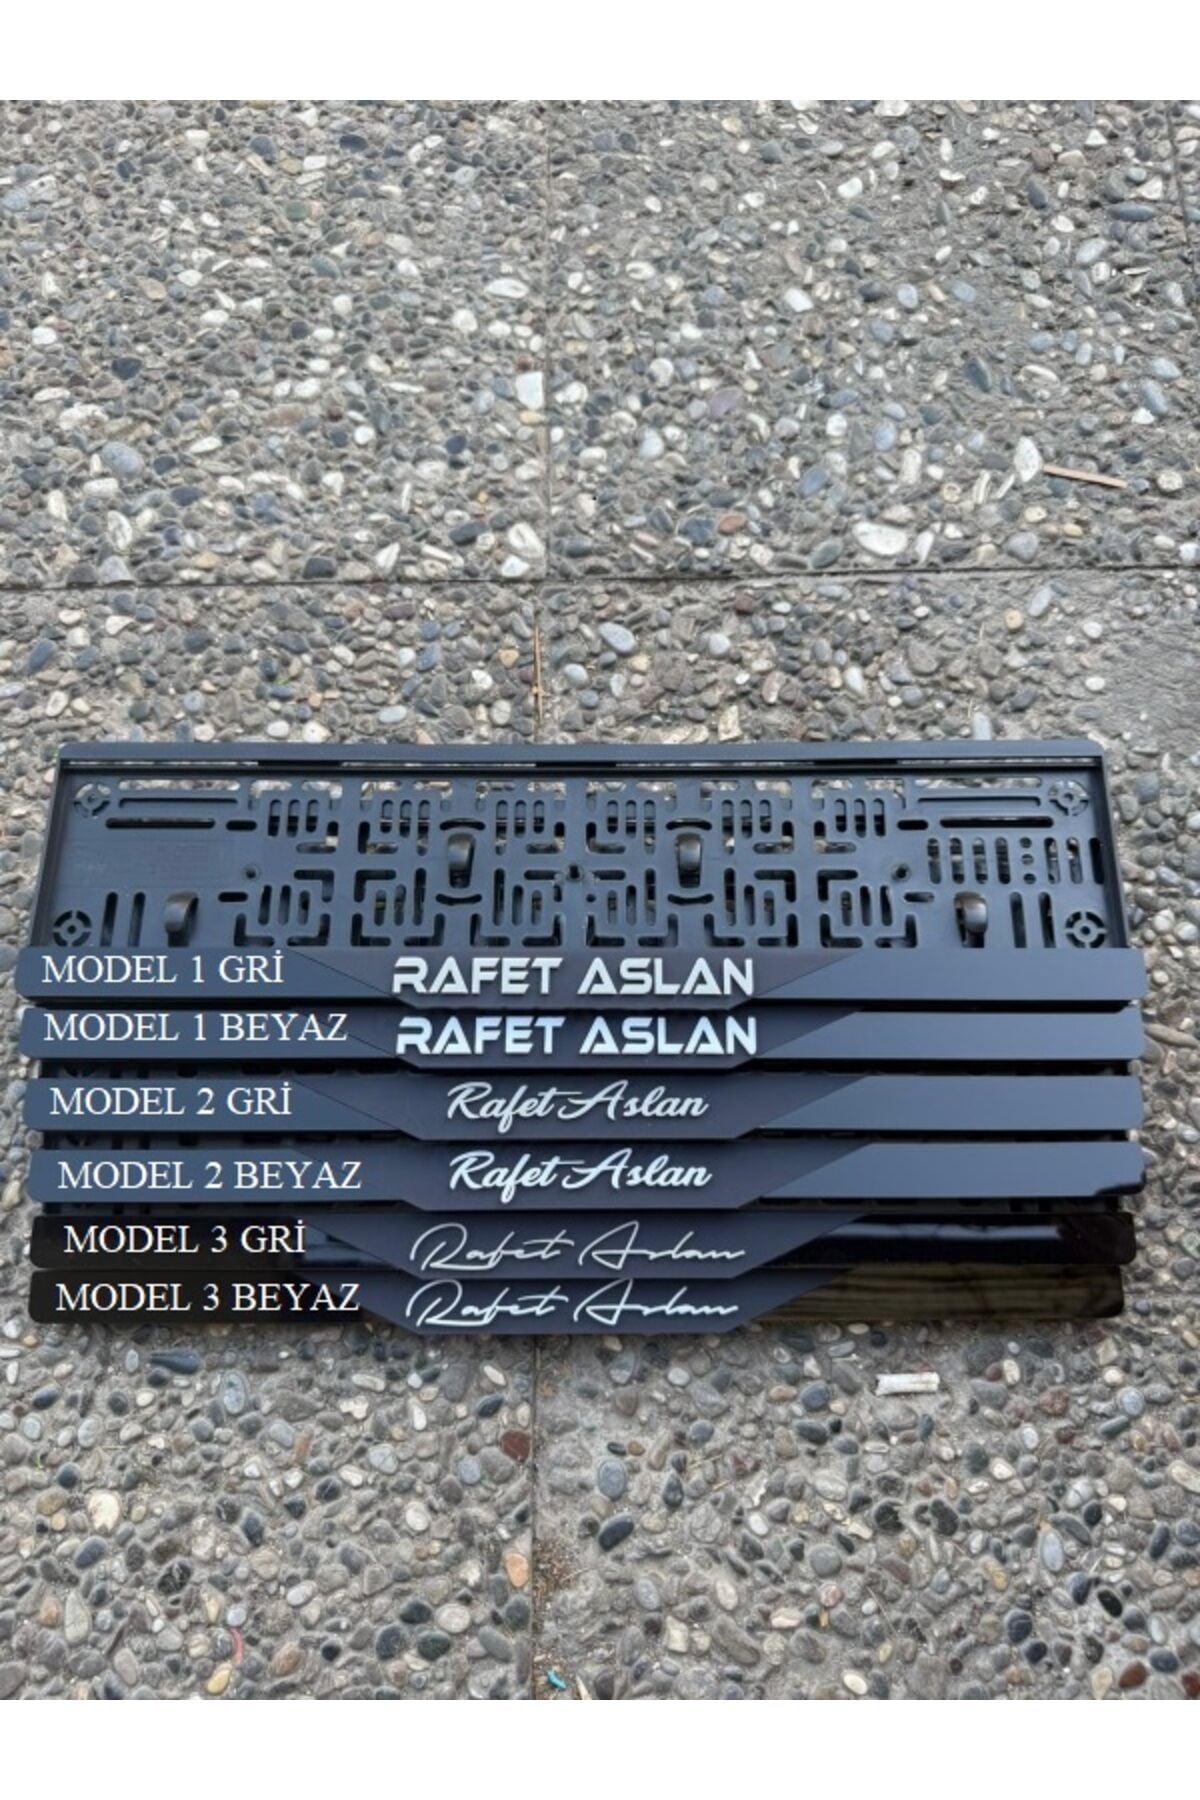 MODEL 1 GRİ RAFET ASLAN
MODEL 1 BEYAZ RAFET ASLAN
MODEL 2 GRİ Rafet Aslan
MODEL 2 BEYAZ Rafet Aslan
MODEL 3 GRİ Rafet Aslan
MODEL 3 BEYAZ Rafet Aslan